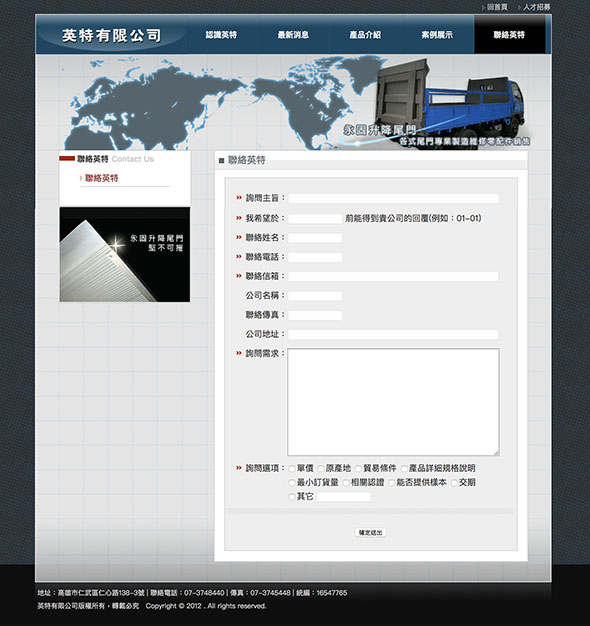 回首頁 人才招募
英特有限公司 認識英特 最新消息 產品介紹 案例展示 聯絡英特
永固升降尾門
各式尾門專業製造維修零配件銷售
聯絡英特 Contact Us
聯絡英特
永固升降尾門
堅不可摧
聯絡英特
詢問主旨：
我希望於： 前能得到貴公司的回覆(例如：01-01)
聯絡姓名：
聯絡電話：
聯絡信箱：
公司名稱：
聯絡傳真：
公司地址：
詢問需求：
詢問選項： 單價 原產地 貿易條件 產品詳細規格說明
最小訂貨量 相關認證 能否提供樣本 交期
其它
確定送出
地址：高雄市仁武區仁心路138-3號 | 聯絡電話：07-3748440 | 傳真：07-3745448 | 統編：16547765
英特有限公司版權所有，轉載必究 Copyright © 2012 . All rights reserved.